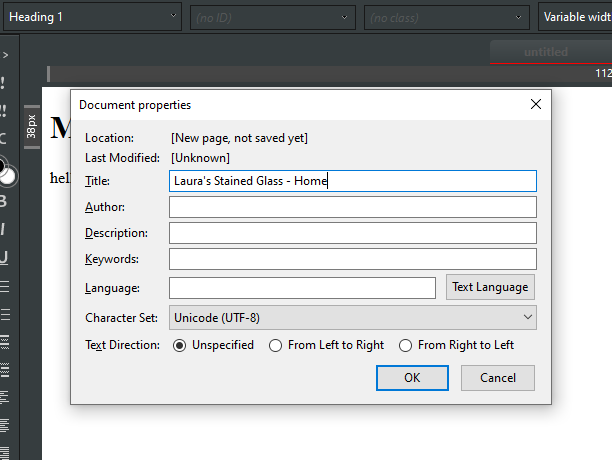 Heading 1 (no ID) (no class) Variable widt
untitled
112
38px
Document properties
Location: [New page, not saved yet]
Last Modified: [Unknown]
Title: Laura's Stained Glass - Home
Author:
Description:
Keywords:
Language: Text Language
Character Set: Unicode (UTF-8)
Text Direction: Unspecified From Left to Right From Right to Left
OK Cancel
M
hell
!
!!
C
B
I
U